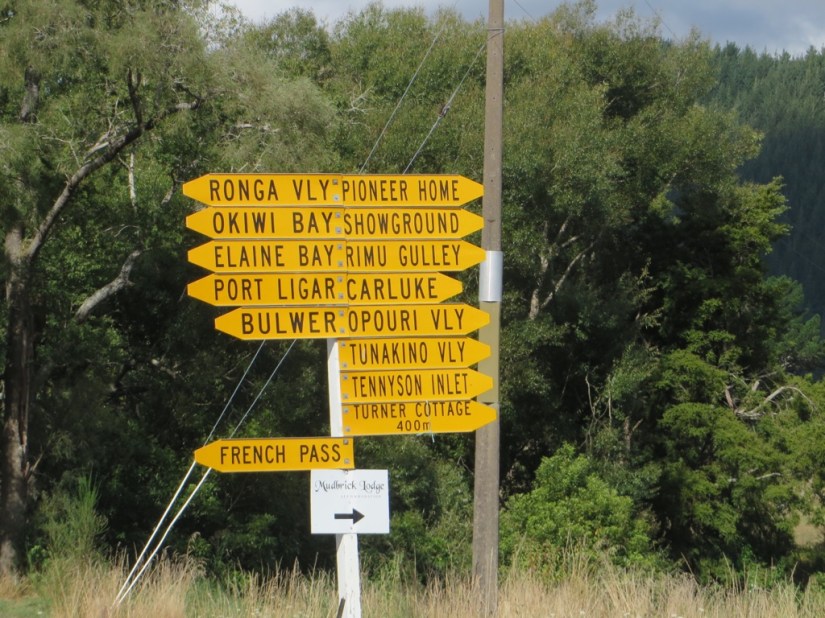 RONGA VLY PIONEER HOME
OKIWI BAY SHOWGROUND
ELAINE BAY RIMU GULLEY
PORT LIGAR CARLUKE
BULWER OPOURI VLY
TUNAKINO VLY
TENNYSON INLET
TURNER COTTAGE
400m
FRENCH PASS
Mudbrick Lodge